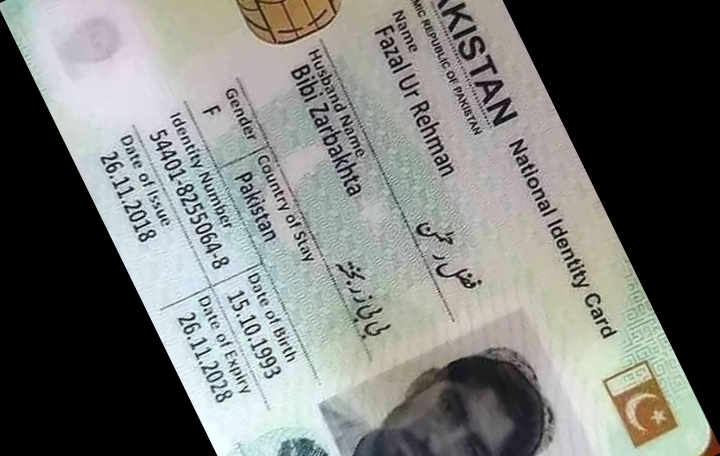 AKISTAN National Identity Card
MIC REPUBLIC OF PAKISTAN
Name
Fazal Ur Rehman
فضل رحمٰن
Husband Name
Bibi Zarbakhta
بی بی زربختہ
Gender Country of Stay
F Pakistan
Identity Number Date of Birth
54401-8255064-8 15.10.1993
Date of Issue Date of Expiry
26.11.2018 26.11.2028